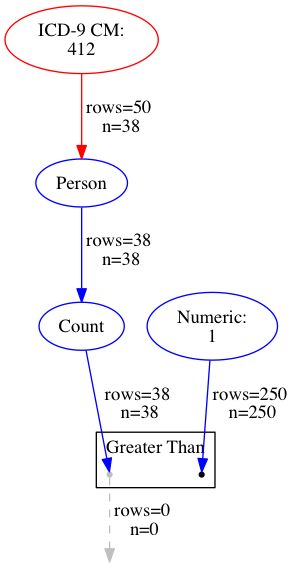 ICD-9 CM:
412
rows=50
n=38
Person
rows=38
n=38
Count
Numeric:
1
rows=38
n=38
rows=250
n=250
Greater Than
rows=0
n=0